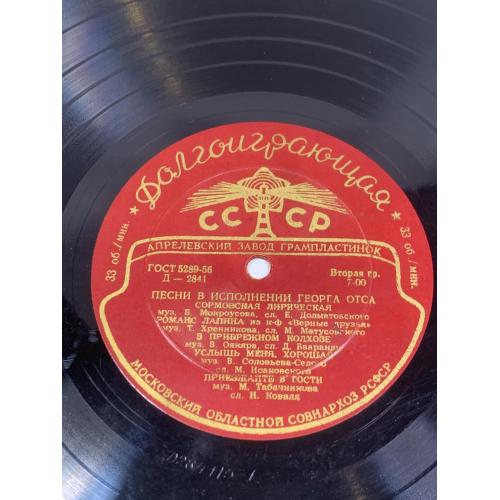 Долгоиграющая
СССР
33 об./мин.
33 об./мин.
АПРЕЛЕВСКИЙ ЗАВОД ГРАМПЛАСТИНОК
ГОСТ 5289-56
Д — 2841
Вторая гр.
7-00
ПЕСНИ В ИСПОЛНЕНИИ ГЕОРГА ОТСА
СОРМОВСКАЯ ЛИРИЧЕСКАЯ
муз. Б. Мокроусова, сл. Е. Долматовского
РОМАНС ЛАПИНА из к-ф «Верные друзья»
муз. Т. Хренникова, сл. М. Матусовского
В ПРИБРЕЖНОМ КОЛХОЗЕ
муз. В. Оякяра, сл. Д. Вааранди
УСЛЫШЬ МЕНЯ, ХОРОШАЯ
муз. В. Соловьева-Седого
сл. М. Исаковского
ПРИЕЗЖАЙТЕ В ГОСТИ
муз. М. Табачникова
сл. Н. Коваля
МОСКОВСКИЙ ОБЛАСТНОЙ СОВНАРХОЗ РСФСР